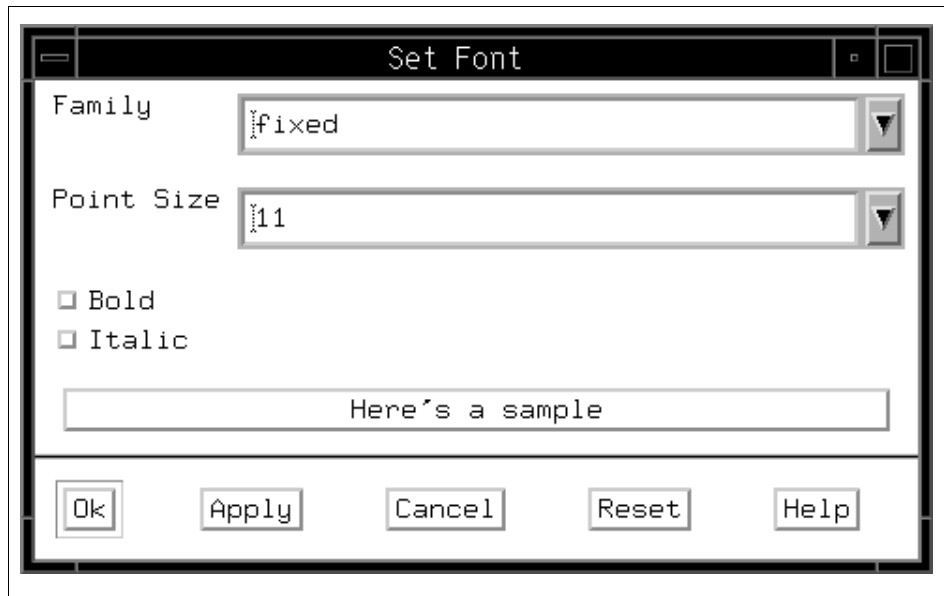 Set Font
Family fixed
Point Size 11
Bold
Italic
Here's a sample
Ok Apply Cancel Reset Help